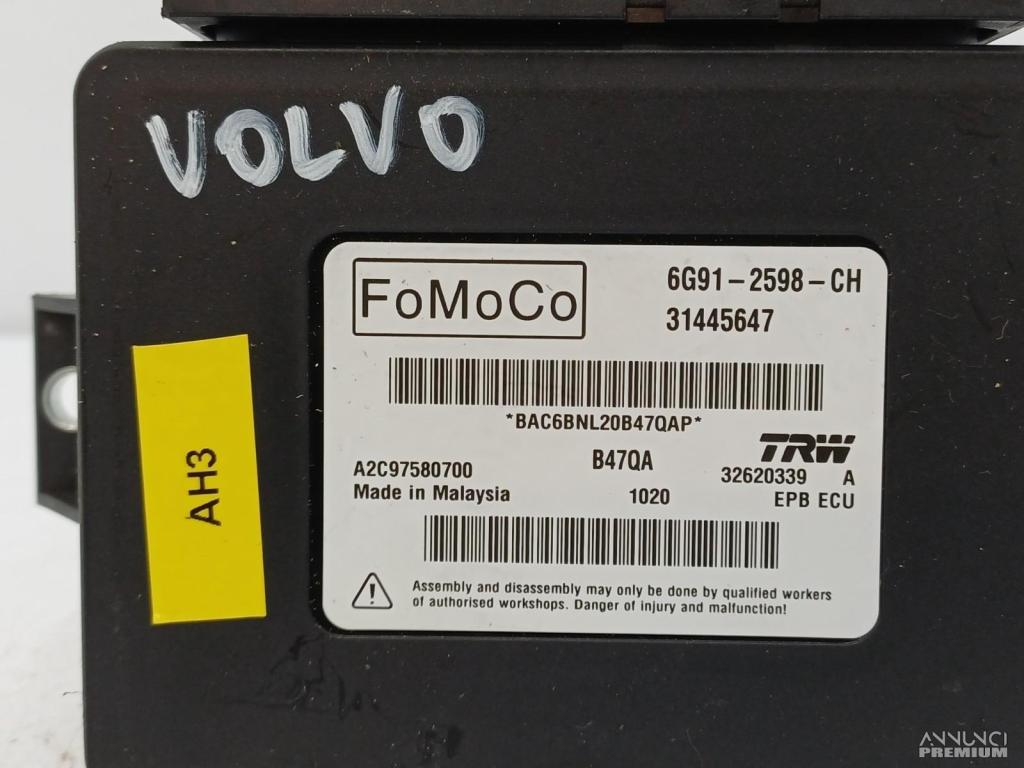 VOLVO
FoMoCo
6G91-2598-CH
31445647
*BAC6BNL20B47QAP*
TRW
A2C97580700
B47QA
32620339 A
Made in Malaysia
1020
EPB ECU
Assembly and disassembly may only be done by qualified workers
of authorised workshops. Danger of injury and malfunction!
AH3
ANNUNCI
PREMIUM